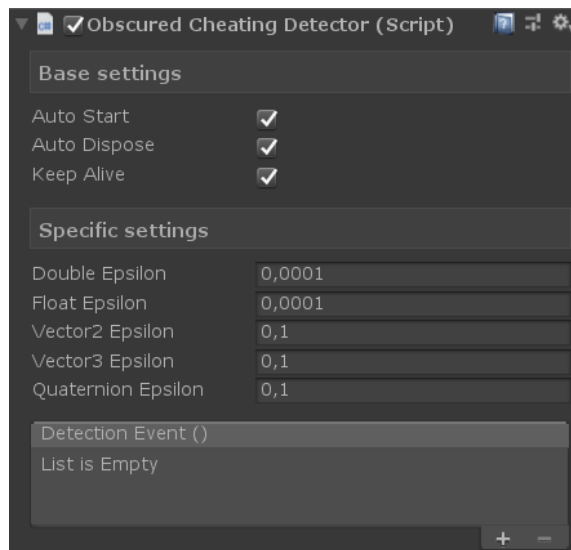 Obscured Cheating Detector (Script)
Base settings
Auto Start
Auto Dispose
Keep Alive
Specific settings
Double Epsilon 0,0001
Float Epsilon 0,0001
Vector2 Epsilon 0,1
Vector3 Epsilon 0,1
Quaternion Epsilon 0,1
Detection Event ()
List is Empty
+ −